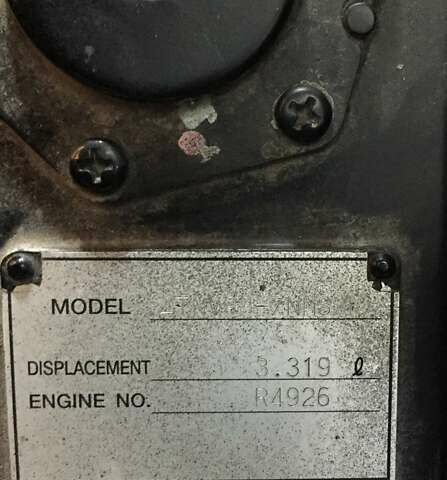 MODEL
DISPLACEMENT 3.319 ℓ
ENGINE NO. R4926